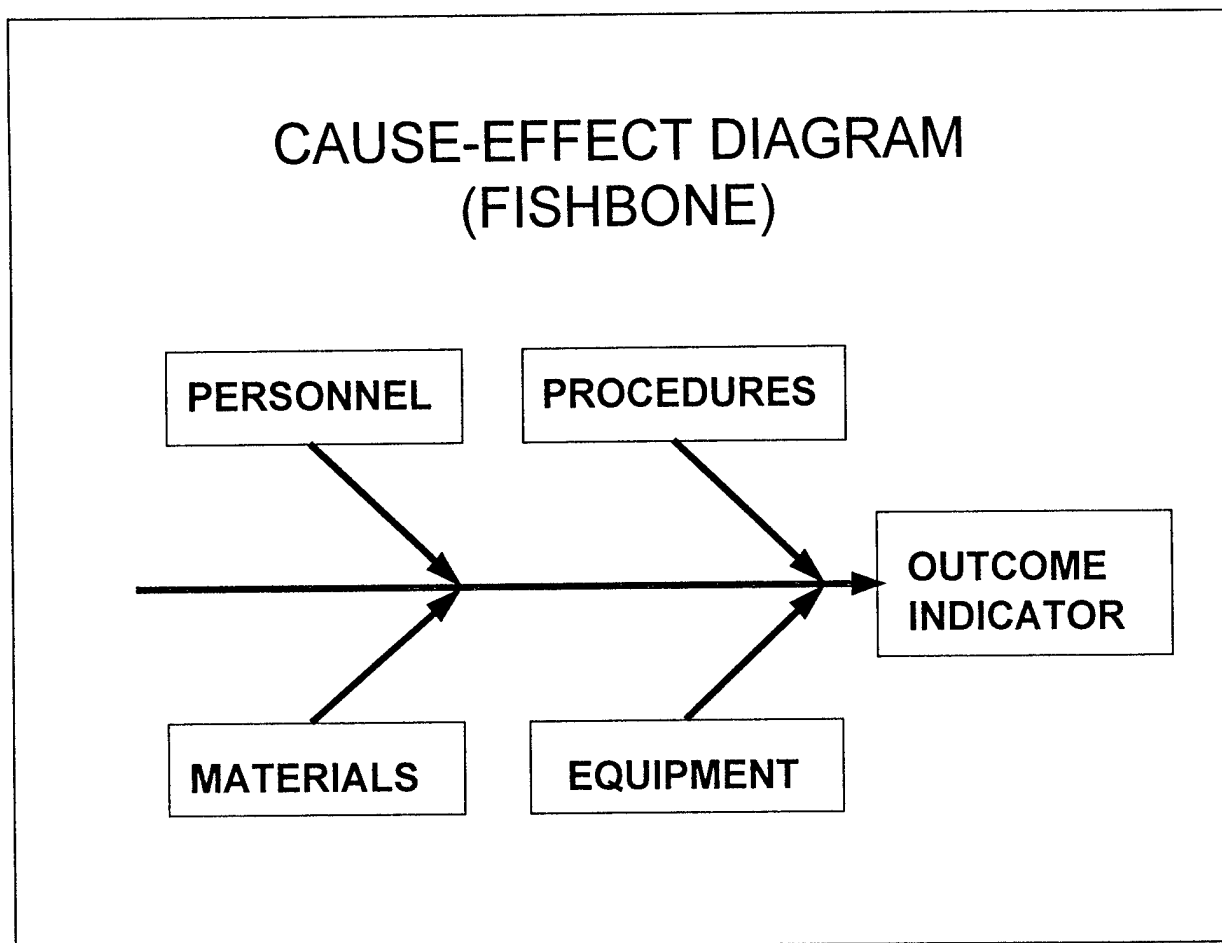 CAUSE-EFFECT DIAGRAM
(FISHBONE)
PERSONNEL
PROCEDURES
OUTCOME
INDICATOR
MATERIALS
EQUIPMENT